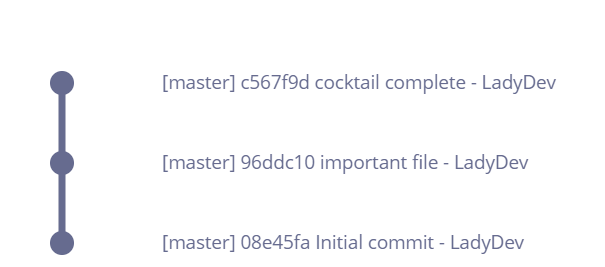 [master] c567f9d cocktail complete - LadyDev
[master] 96ddc10 important file - LadyDev
[master] 08e45fa Initial commit - LadyDev